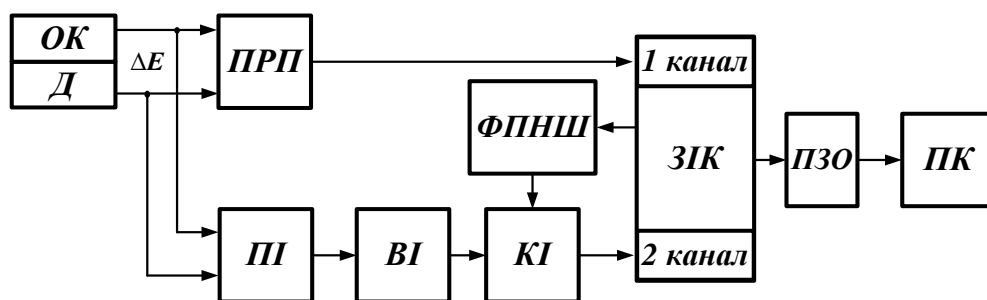 ОК
Д
ΔE
ПРП
1 канал
ФПНШ
ЗІК
ПЗО
ПК
ПІ
ВІ
КІ
2 канал